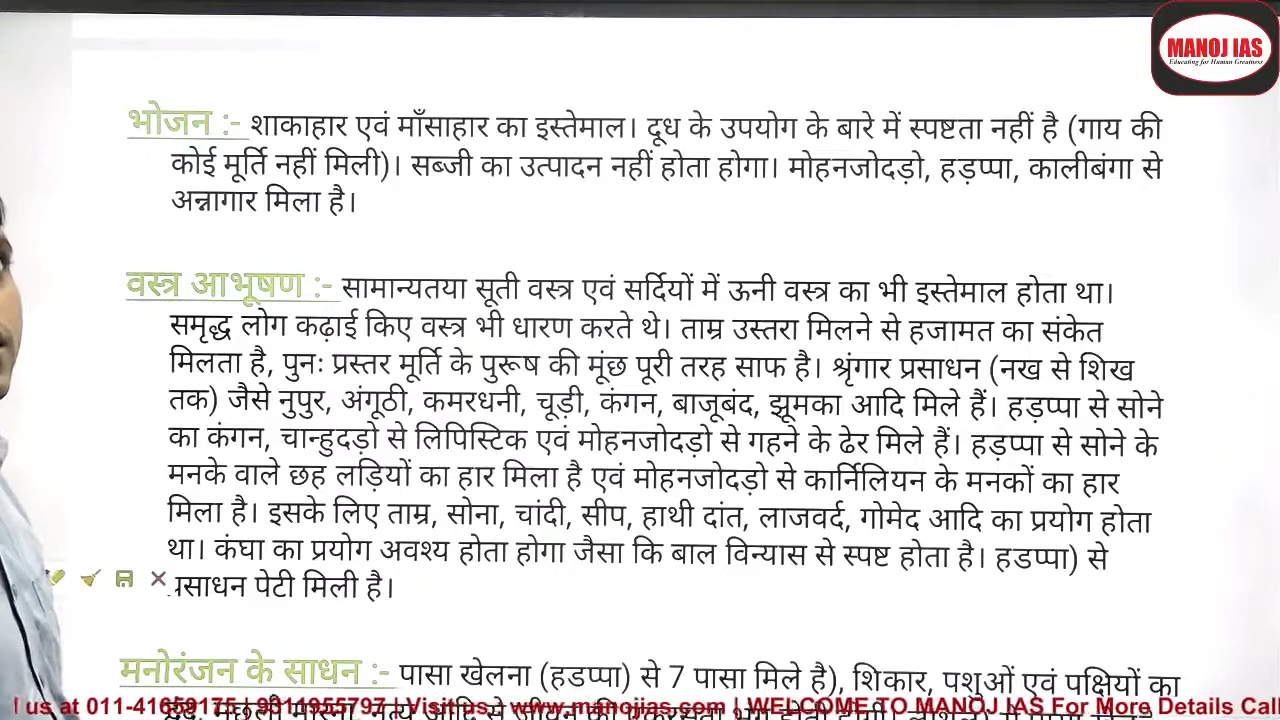 MANOJ IAS
Educating for Human Greatness
भोजन :- शाकाहार एवं माँसाहार का इस्तेमाल। दूध के उपयोग के बारे में स्पष्टता नहीं है (गाय की
कोई मूर्ति नहीं मिली)। सब्जी का उत्पादन नहीं होता होगा। मोहनजोदड़ो, हड़प्पा, कालीबंगा से
अन्नागार मिला है।
वस्त्र आभूषण :- सामान्यतया सूती वस्त्र एवं सर्दियों में ऊनी वस्त्र का भी इस्तेमाल होता था।
समृद्ध लोग कढ़ाई किए वस्त्र भी धारण करते थे। ताम्र उस्तरा मिलने से हजामत का संकेत
मिलता है, पुनः प्रस्तर मूर्ति के पुरूष की मूंछ पूरी तरह साफ है। श्रृंगार प्रसाधन (नख से शिख
तक) जैसे नुपुर, अंगूठी, कमरधनी, चूड़ी, कंगन, बाजूबंद, झूमका आदि मिले हैं। हड़प्पा से सोने
का कंगन, चान्हुदड़ो से लिपिस्टिक एवं मोहनजोदड़ो से गहने के ढेर मिले हैं। हड़प्पा से सोने के
मनके वाले छह लड़ियों का हार मिला है एवं मोहनजोदड़ो से कार्निलियन के मनकों का हार
मिला है। इसके लिए ताम्र, सोना, चांदी, सीप, हाथी दांत, लाजवर्द, गोमेद आदि का प्रयोग होता
था। कंघा का प्रयोग अवश्य होता होगा जैसा कि बाल विन्यास से स्पष्ट होता है। हडप्पा) से
पेटी मिली है।
मनोरंजन के साधन :- पासा खेलना (हडप्पा) से 7 पासा मिले है), शिकार, पशुओं एवं पक्षियों का
us at 011-41659175 | 9811955797 | Visit us : www.manojias.com | WELCOME TO MANOJ IAS For More Details Call